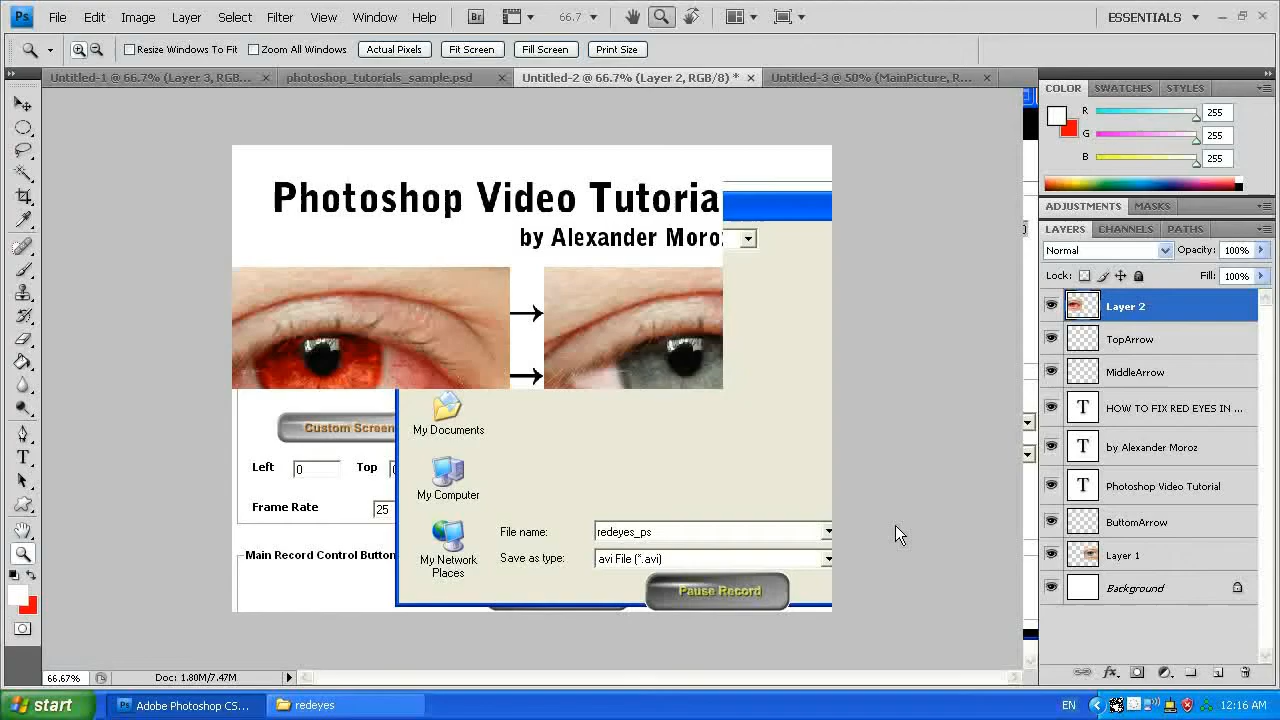 Ps File Edit Image Layer Select Filter View Window Help Br 66.7 ESSENTIALS
Resize Windows To Fit Zoom All Windows Actual Pixels Fit Screen Fill Screen Print Size
Untitled-1 @ 66.7% (Layer 3, RGB... photoshop_tutorials_sample.psd Untitled-2 @ 66.7% (Layer 2, RGB/8) * Untitled-3 @ 50% (MainPicture, R...
COLOR SWATCHES STYLES
R 255
G 255
B 255
ADJUSTMENTS MASKS
LAYERS CHANNELS PATHS
Normal Opacity: 100%
Lock: Fill: 100%
Layer 2
TopArrow
MiddleArrow
T HOW TO FIX RED EYES IN ...
T by Alexander Moroz
T Photoshop Video Tutorial
ButtomArrow
Layer 1
Background
Photoshop Video Tutoria
by Alexander Moroz
Custom Screen
Left 0 Top
Frame Rate 25
Main Record Control Button
My Documents
My Computer
My Network
Places
File name: redeyes_ps
Save as type: avi File (*.avi)
Pause Record
66.67% Doc: 1.80M/7.47M
start Adobe Photoshop CS... redeyes EN 12:16 AM